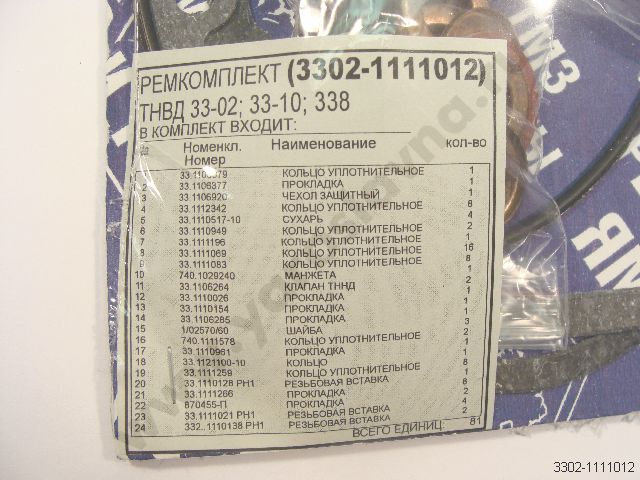 РЕМКОМПЛЕКТ (3302-1111012)
ТНВД 33-02; 33-10; 338
В КОМПЛЕКТ ВХОДИТ:
Номенкл. Номер Наименование КОЛ-ВО
33.1106079 КОЛЬЦО УПЛОТНИТЕЛЬНОЕ 1
2 33.1106377 ПРОКЛАДКА 1
3 33.1106920 ЧЕХОЛ ЗАЩИТНЫЙ 1
4 33.1112342 КОЛЬЦО УПЛОТНИТЕЛЬНОЕ 8
5 33.1110517-10 СУХАРЬ 4
6 33.1110949 КОЛЬЦО УПЛОТНИТЕЛЬНОЕ 2
7 33.1111196 КОЛЬЦО УПЛОТНИТЕЛЬНОЕ 1
8 33.1111069 КОЛЬЦО УПЛОТНИТЕЛЬНОЕ 16
9 33.1111083 КОЛЬЦО УПЛОТНИТЕЛЬНОЕ 8
10 740.1029240 МАНЖЕТА 1
11 33.1106264 КЛАПАН ТННД 2
12 33.1110026 ПРОКЛАДКА 1
13 33.1110154 ПРОКЛАДКА 1
14 33.1106285 ПРОКЛАДКА 1
15 1/02570/60 ШАЙБА 3
16 740.1111578 КОЛЬЦО УПЛОТНИТЕЛЬНОЕ 2
17 33.1110961 ПРОКЛАДКА 1
18 33.1121100-10 КОЛЬЦО 1
19 33.1111259 КОЛЬЦО УПЛОТНИТЕЛЬНОЕ 8
20 33.1110128 РН1 РЕЗЬБОВАЯ ВСТАВКА 1
21 33.1111266 ПРОКЛАДКА 8
22 870455-П ПРОКЛАДКА 2
23 33.1111021 РН1 РЕЗЬБОВАЯ ВСТАВКА 4
24 332..1110138 РН1 РЕЗЬБОВАЯ ВСТАВКА 2
ВСЕГО ЕДИНИЦ: 81
3302-1111012